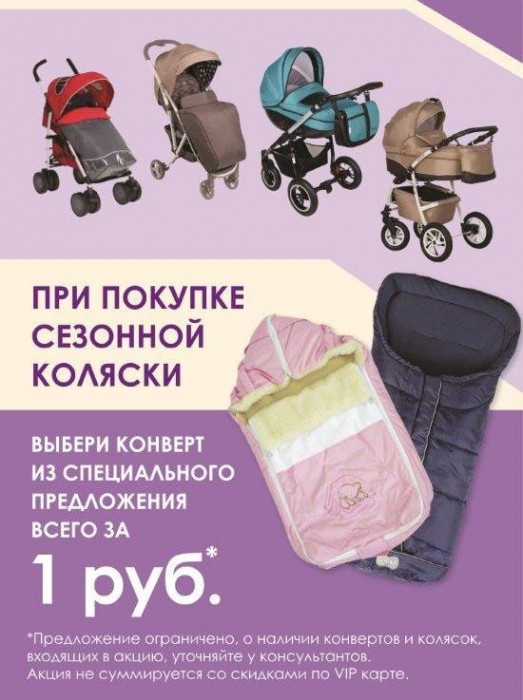 ПРИ ПОКУПКЕ
СЕЗОННОЙ
КОЛЯСКИ
ВЫБЕРИ КОНВЕРТ
ИЗ СПЕЦИАЛЬНОГО
ПРЕДЛОЖЕНИЯ
ВСЕГО ЗА
1 руб.*
*Предложение ограничено, о наличии конвертов и колясок,
входящих в акцию, уточняйте у консультантов.
Акция не суммируется со скидками по VIP карте.